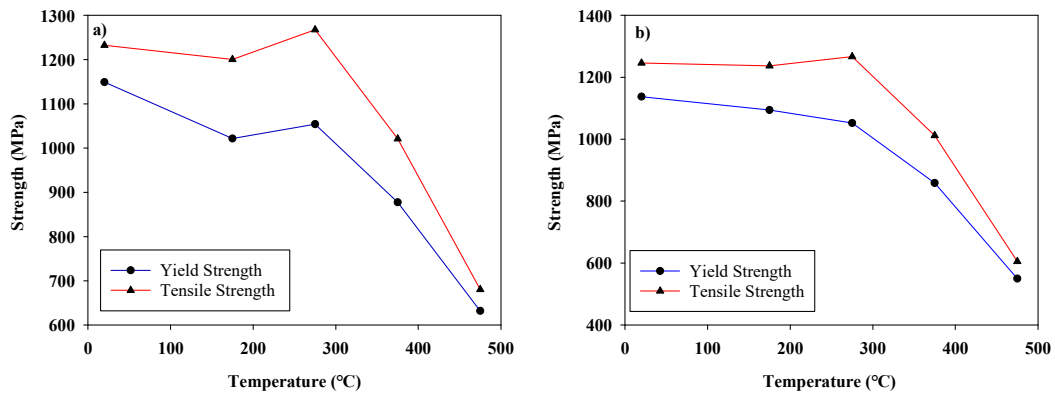 a)
1300
1200
1100
1000
900
800
700
600
Strength (MPa)
Yield Strength
Tensile Strength
0 100 200 300 400 500
Temperature (°C)
b)
1400
1200
1000
800
600
400
Strength (MPa)
Yield Strength
Tensile Strength
0 100 200 300 400 500
Temperature (°C)